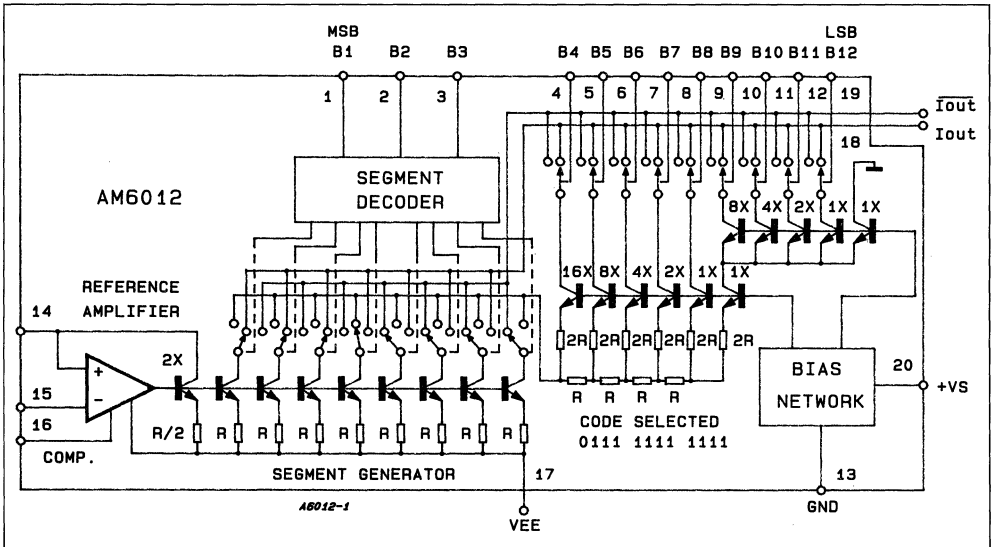 MSB LSB
B1 B2 B3 B4 B5 B6 B7 B8 B9 B10 B11 B12
1 2 3 4 5 6 7 8 9 10 11 12 19
Iout
Iout
18
SEGMENT
DECODER
AM6012
8X 4X 2X 1X 1X
REFERENCE
AMPLIFIER
16X 8X 4X 2X 1X 1X
14
2R 2R 2R 2R 2R 2R
2X
+
BIAS
NETWORK
20
+VS
15
-
R R R R
16
CODE SELECTED
0111 1111 1111
R/2 R R R R R R R R
COMP.
SEGMENT GENERATOR
17
13
A6012-1
VEE
GND